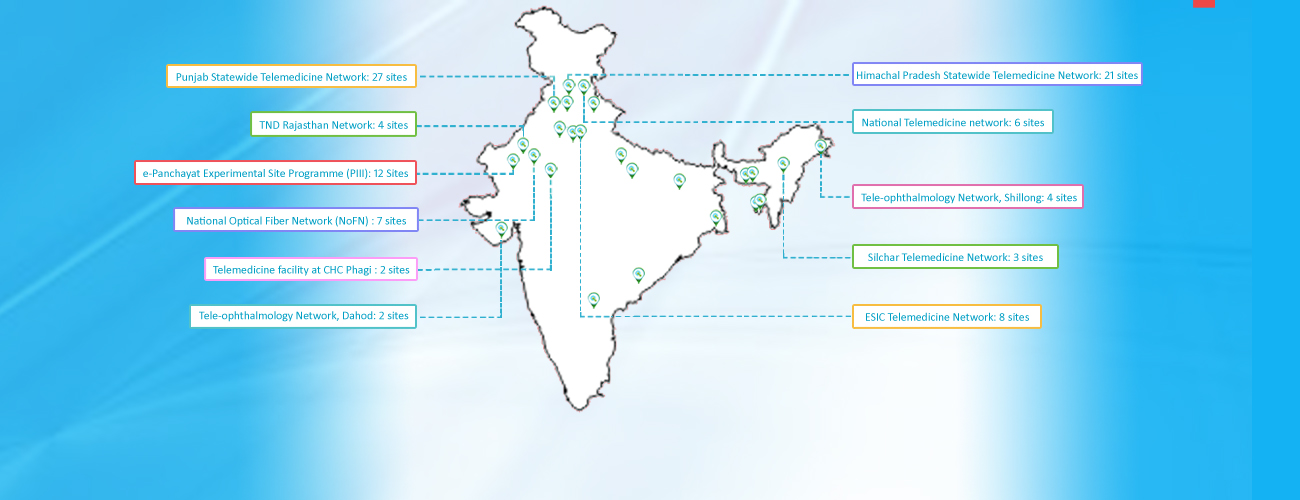 Punjab Statewide Telemedicine Network: 27 sites
TND Rajasthan Network: 4 sites
e-Panchayat Experimental Site Programme (PIII): 12 Sites
National Optical Fiber Network (NoFN) : 7 sites
Telemedicine facility at CHC Phagi : 2 sites
Tele-ophthalmology Network, Dahod: 2 sites
Himachal Pradesh Statewide Telemedicine Network: 21 sites
National Telemedicine network: 6 sites
Tele-ophthalmology Network, Shillong: 4 sites
Silchar Telemedicine Network: 3 sites
ESIC Telemedicine Network: 8 sites